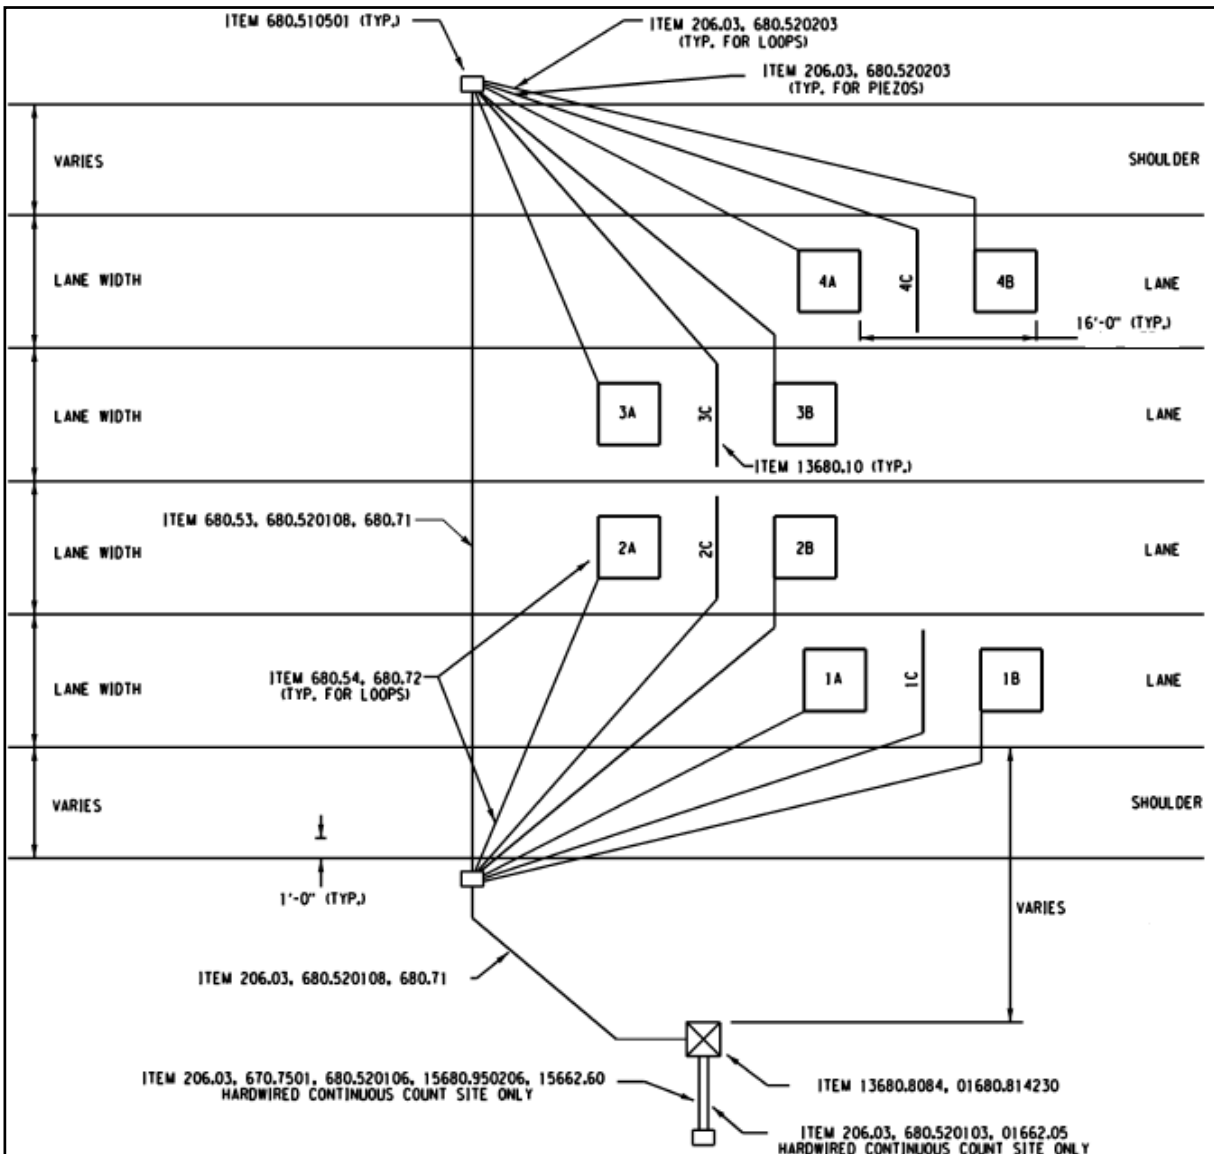 ITEM 680.510501 (TYP.)
ITEM 206.03, 680.520203
(TYP. FOR LOOPS)
ITEM 206.03, 680.520203
(TYP. FOR PIEZOS)
VARIES
SHOULDER
LANE WIDTH
4A
4C
4B
LANE
16'-0" (TYP.)
LANE WIDTH
3A
3C
3B
LANE
ITEM 13680.10 (TYP.)
ITEM 680.53, 680.520108, 680.71
LANE WIDTH
2A
2C
2B
LANE
ITEM 680.54, 680.72
(TYP. FOR LOOPS)
LANE WIDTH
1A
1C
1B
LANE
VARIES
SHOULDER
1'-0" (TYP.)
VARIES
ITEM 206.03, 680.520108, 680.71
ITEM 206.03, 670.7501, 680.520106, 15680.950206, 15662.60
HARDWIRED CONTINUOUS COUNT SITE ONLY
ITEM 13680.8084, 01680.814230
ITEM 206.03, 680.520103, 01662.05
HARDWIRED CONTINUOUS COUNT SITE ONLY